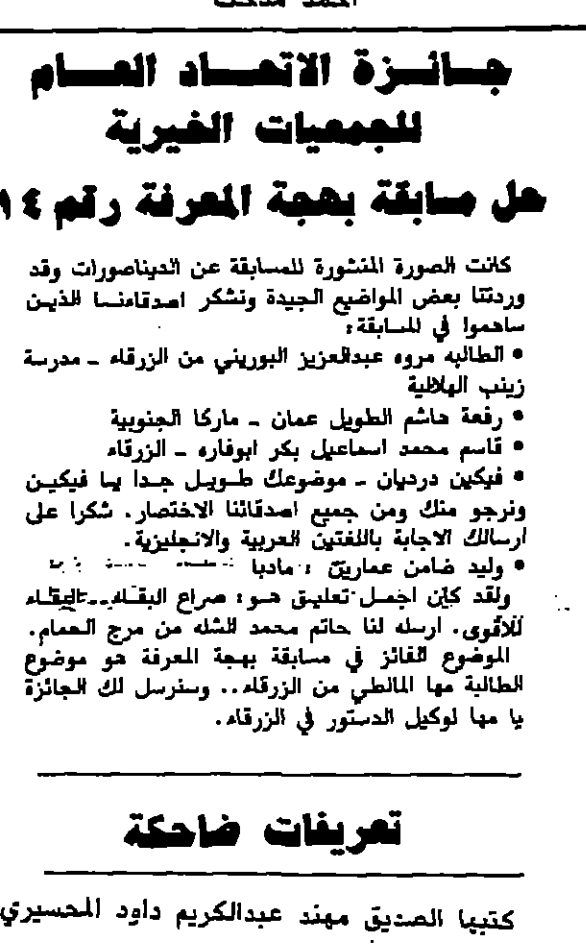 جائزة الاتحاد العام
للجمعيات الخيرية
حل مسابقة بهجة المعرفة رقم ١٤
كانت الصورة المنشورة للمسابقة عن الديناصورات وقد
وردتنا بعض المواضيع الجيدة ونشكر اصدقاءنا الذين
ساهموا في المسابقة :
• الطالبه مروه عبدالعزيز البوريني من الزرقاء ـ مدرسة
زينب الهلالية
• رفعة هاشم الطويل عمان ـ ماركا الجنوبية
• قاسم محمد اسماعيل بكر ابوفاره ـ الزرقاء
• فيكين درديان ـ موضوعك طويل جدا يا فيكين
ونرجو منك ومن جميع اصدقائنا الاختصار. شكرا على
ارسالك الاجابة باللغتين العربية والانجليزية.
• وليد ضامن عمارين : مادبا
ولقد كان اجمل تعليق هو : صراع البقاء.. البقاء
للاقوى. ارسله لنا حاتم محمد الشله من مرج الحمام.
الموضوع الفائز في مسابقة بهجة المعرفة هو موضوع
الطالبة مها المالطي من الزرقاء.. وسنرسل لك الجائزة
يا مها لوكيل الدستور في الزرقاء.
تعريفات ضاحكة
كتبها الصديق مهند عبدالكريم داود المحسيري